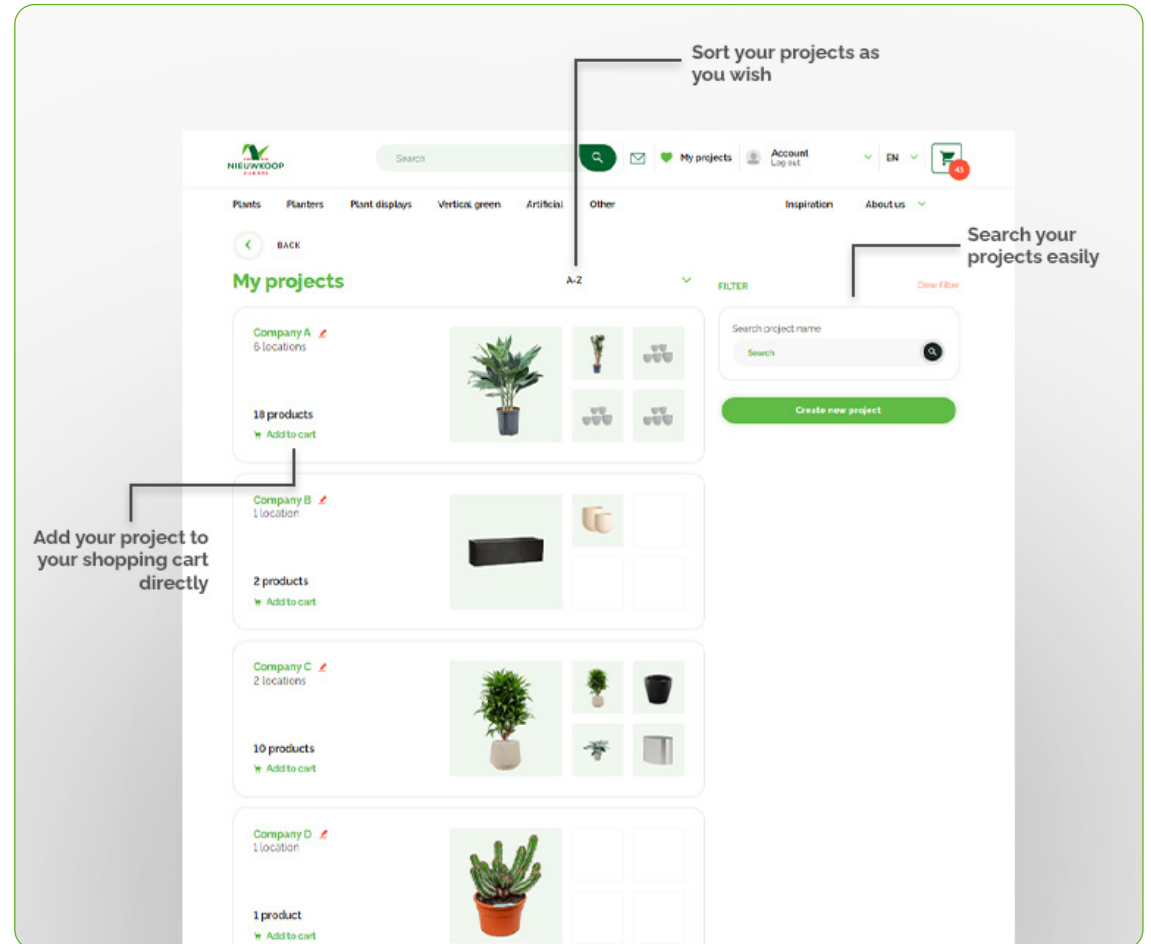 Sort your projects as
you wish
NIEUWKOOP
EUROPE
Search
My projects
Account
Log out
EN
43
Plants
Planters
Plant displays
Vertical green
Artificial
Other
Inspiration
About us
BACK
Search your
projects easily
My projects
A-Z
FILTER
Clear Filter
Company A
6 locations
18 products
Add to cart
Search project name
Search
Create new project
Add your project to
your shopping cart
directly
Company B
1 location
2 products
Add to cart
Company C
2 locations
10 products
Add to cart
Company D
1 location
1 product
Add to cart